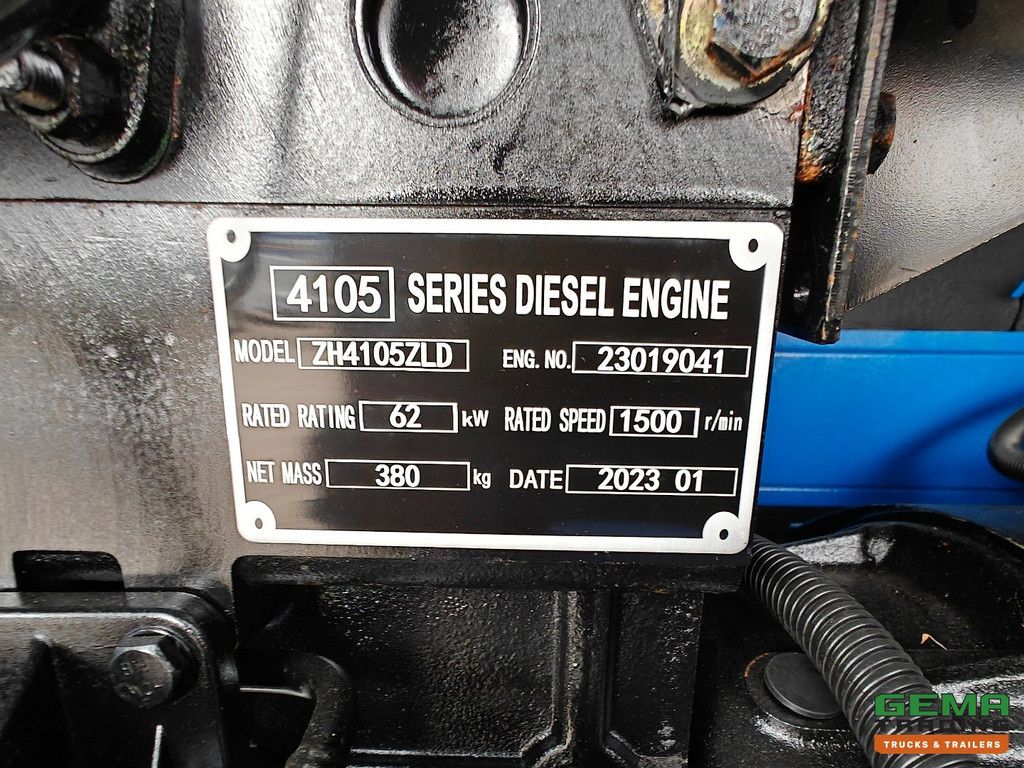 4105 SERIES DIESEL ENGINE
MODEL ZH4105ZLD ENG. NO. 23019041
RATED RATING 62 kW RATED SPEED 1500 r/min
NET MASS 380 kg DATE 2023 01
GEMA
TRADING
TRUCKS & TRAILERS